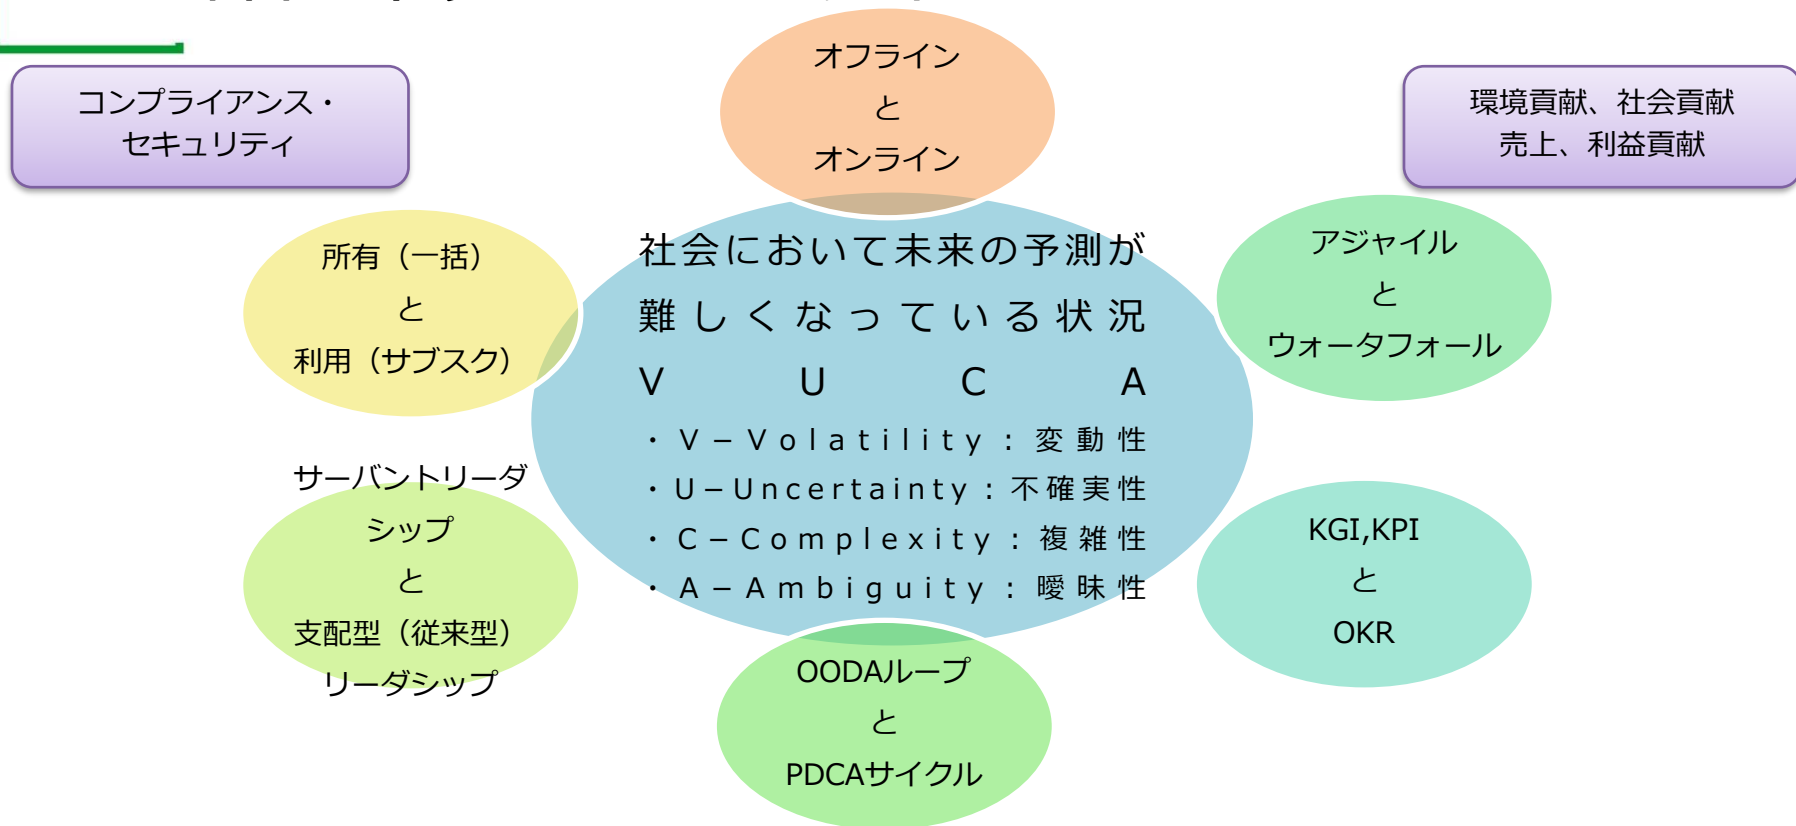 コンプライアンス・
セキュリティ
オフライン
と
オンライン
環境貢献、社会貢献
売上、利益貢献
所有（一括）
と
利用（サブスク）
社会において未来の予測が
難しくなっている状況
V U C A
・V－Volatility：変動性
・U－Uncertainty：不確実性
・C－Complexity：複雑性
・A－Ambiguity：曖昧性
アジャイル
と
ウォータフォール
サーバントリーダ
シップ
と
支配型（従来型）
リーダシップ
KGI,KPI
と
OKR
OODAループ
と
PDCAサイクル